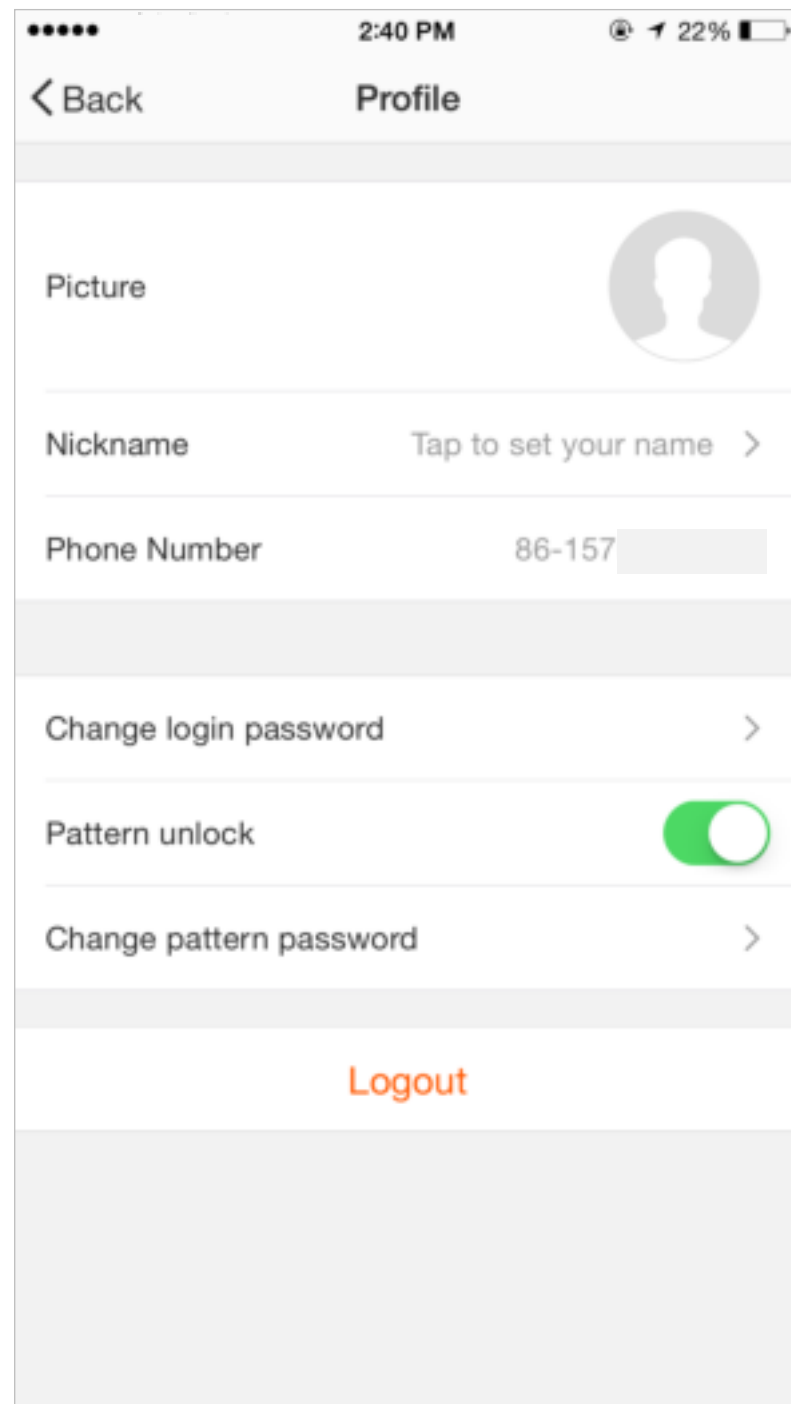 2:40 PM 22%
Back Profile
Picture
Nickname Tap to set your name
Phone Number 86-157
Change login password
Pattern unlock
Change pattern password
Logout